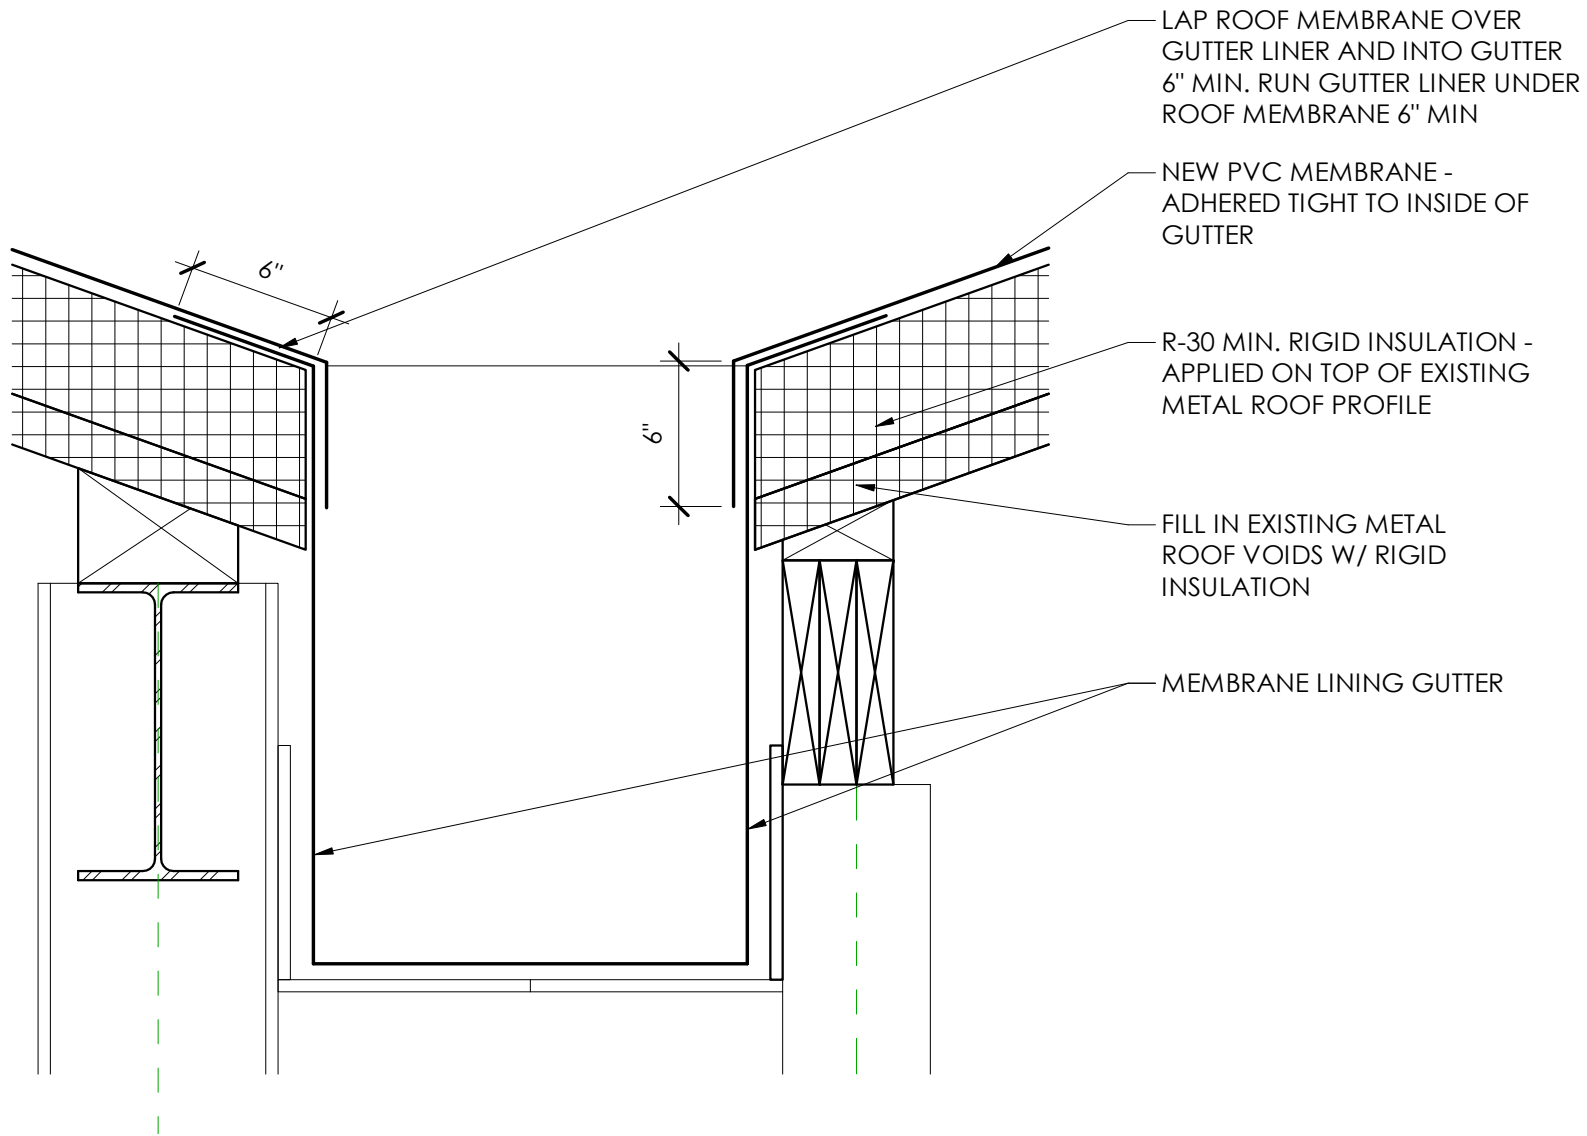 LAP ROOF MEMBRANE OVER
GUTTER LINER AND INTO GUTTER
6" MIN. RUN GUTTER LINER UNDER
ROOF MEMBRANE 6" MIN
NEW PVC MEMBRANE -
ADHERED TIGHT TO INSIDE OF
GUTTER
6"
R-30 MIN. RIGID INSULATION -
APPLIED ON TOP OF EXISTING
METAL ROOF PROFILE
6"
FILL IN EXISTING METAL
ROOF VOIDS W/ RIGID
INSULATION
MEMBRANE LINING GUTTER